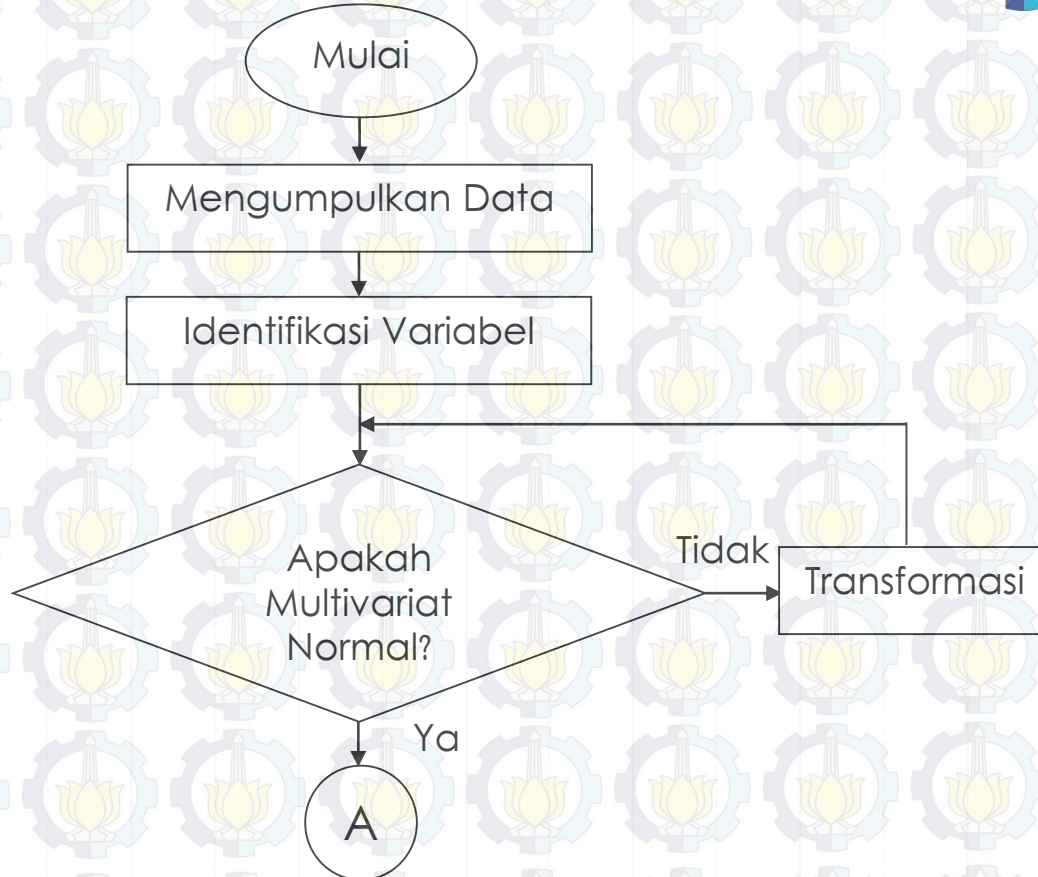 Mulai
Mengumpulkan Data
Identifikasi Variabel
Apakah
Multivariat
Normal?
Tidak
Transformasi
Ya
A